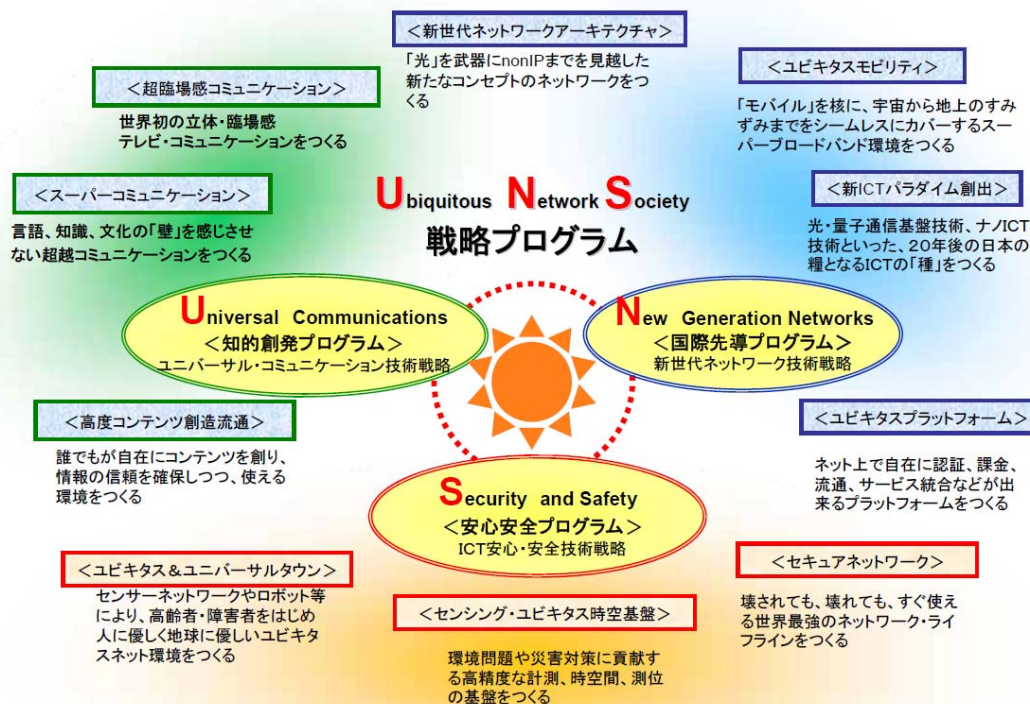 ＜新世代ネットワークアーキテクチャ＞
「光」を武器にnonIPまでを見越した
新たなコンセプトのネットワークをつ
くる
＜超臨場感コミュニケーション＞
世界初の立体・臨場感
テレビ・コミュニケーションをつくる
＜ユビキタスモビリティ＞
「モバイル」を核に、宇宙から地上のすみ
ずみまでをシームレスにカバーするスー
パーブロードバンド環境をつくる
＜スーパーコミュニケーション＞
言語、知識、文化の「壁」を感じさせ
ない超越コミュニケーションをつくる
Ubiquitous Network Society
戦略プログラム
＜新ICTパラダイム創出＞
光・量子通信基盤技術、ナノICT
技術といった、20年後の日本の
糧となるICTの「種」をつくる
Universal Communications
＜知的創発プログラム＞
ユニバーサル・コミュニケーション技術戦略
New Generation Networks
＜国際先導プログラム＞
新世代ネットワーク技術戦略
＜高度コンテンツ創造流通＞
誰でもが自在にコンテンツを創り、
情報の信頼を確保しつつ、使える
環境をつくる
＜ユビキタスプラットフォーム＞
ネット上で自在に認証、課金、
流通、サービス統合などが出
来るプラットフォームをつくる
Security and Safety
＜安心安全プログラム＞
ICT安心・安全技術戦略
＜ユビキタス＆ユニバーサルタウン＞
センサーネットワークやロボット等
により、高齢者・障害者をはじめ
人に優しく地球に優しいユビキタ
スネット環境をつくる
＜センシング・ユビキタス時空基盤＞
環境問題や災害対策に貢献す
る高精度な計測、時空間、測位
の基盤をつくる
＜セキュアネットワーク＞
壊されても、壊れても、すぐ使え
る世界最強のネットワーク・ライ
フラインをつくる